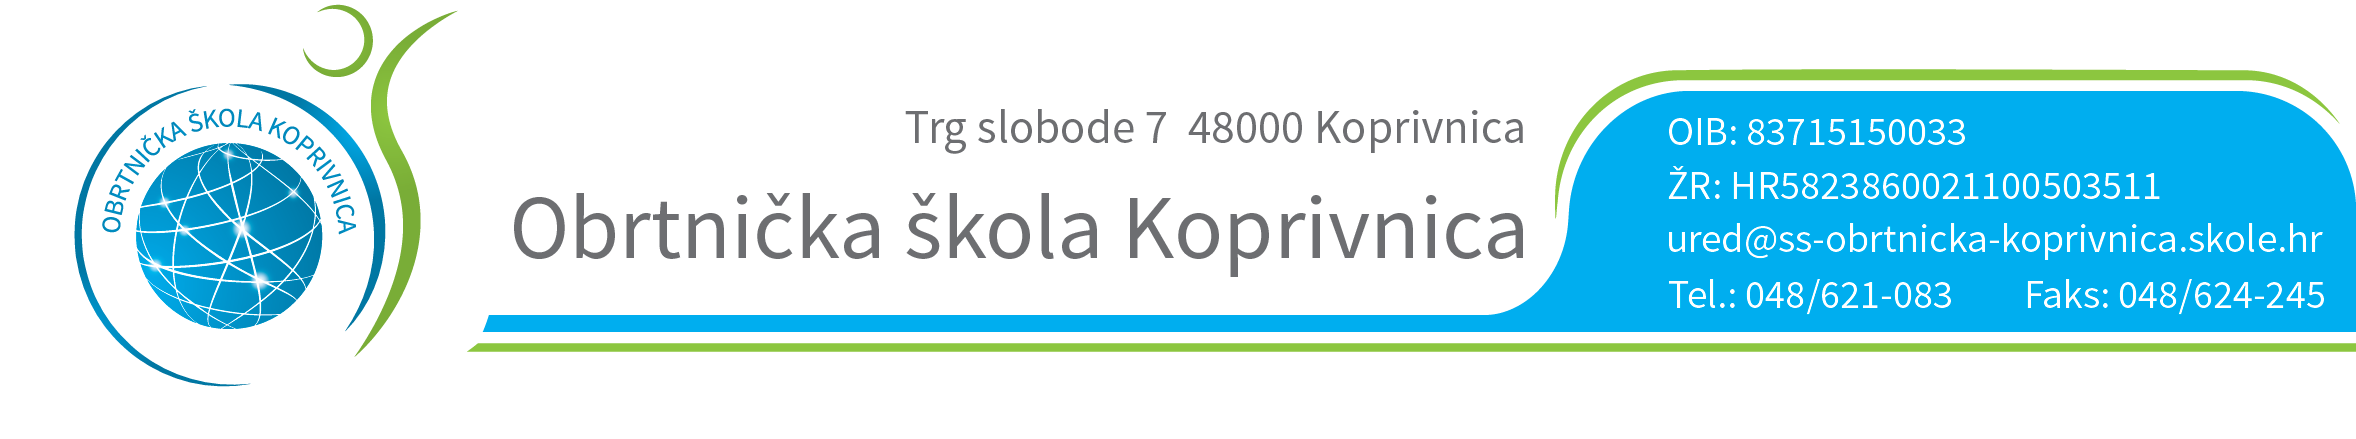 OBRTNIČKA ŠKOLA KOPRIVNICA
Trg slobode 7  48000 Koprivnica
Obrtnička škola Koprivnica
OIB: 83715150033
ŽR: HR5823860021100503511
ured@ss-obrtnicka-koprivnica.skole.hr
Tel.: 048/621-083 Faks: 048/624-245